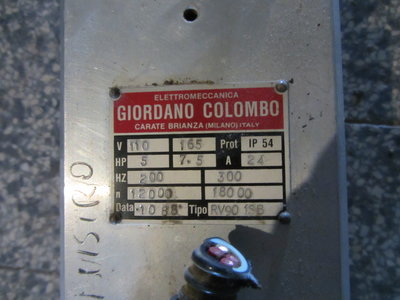 ELETTROMECCANICA
GIORDANO COLOMBO
CARATE BRIANZA (MILANO) ITALY
V 110 165 Prot IP 54
HP 5 7.5 A 24
HZ 200 300
n 12000 18000
Data 10 88 Tipo RV90